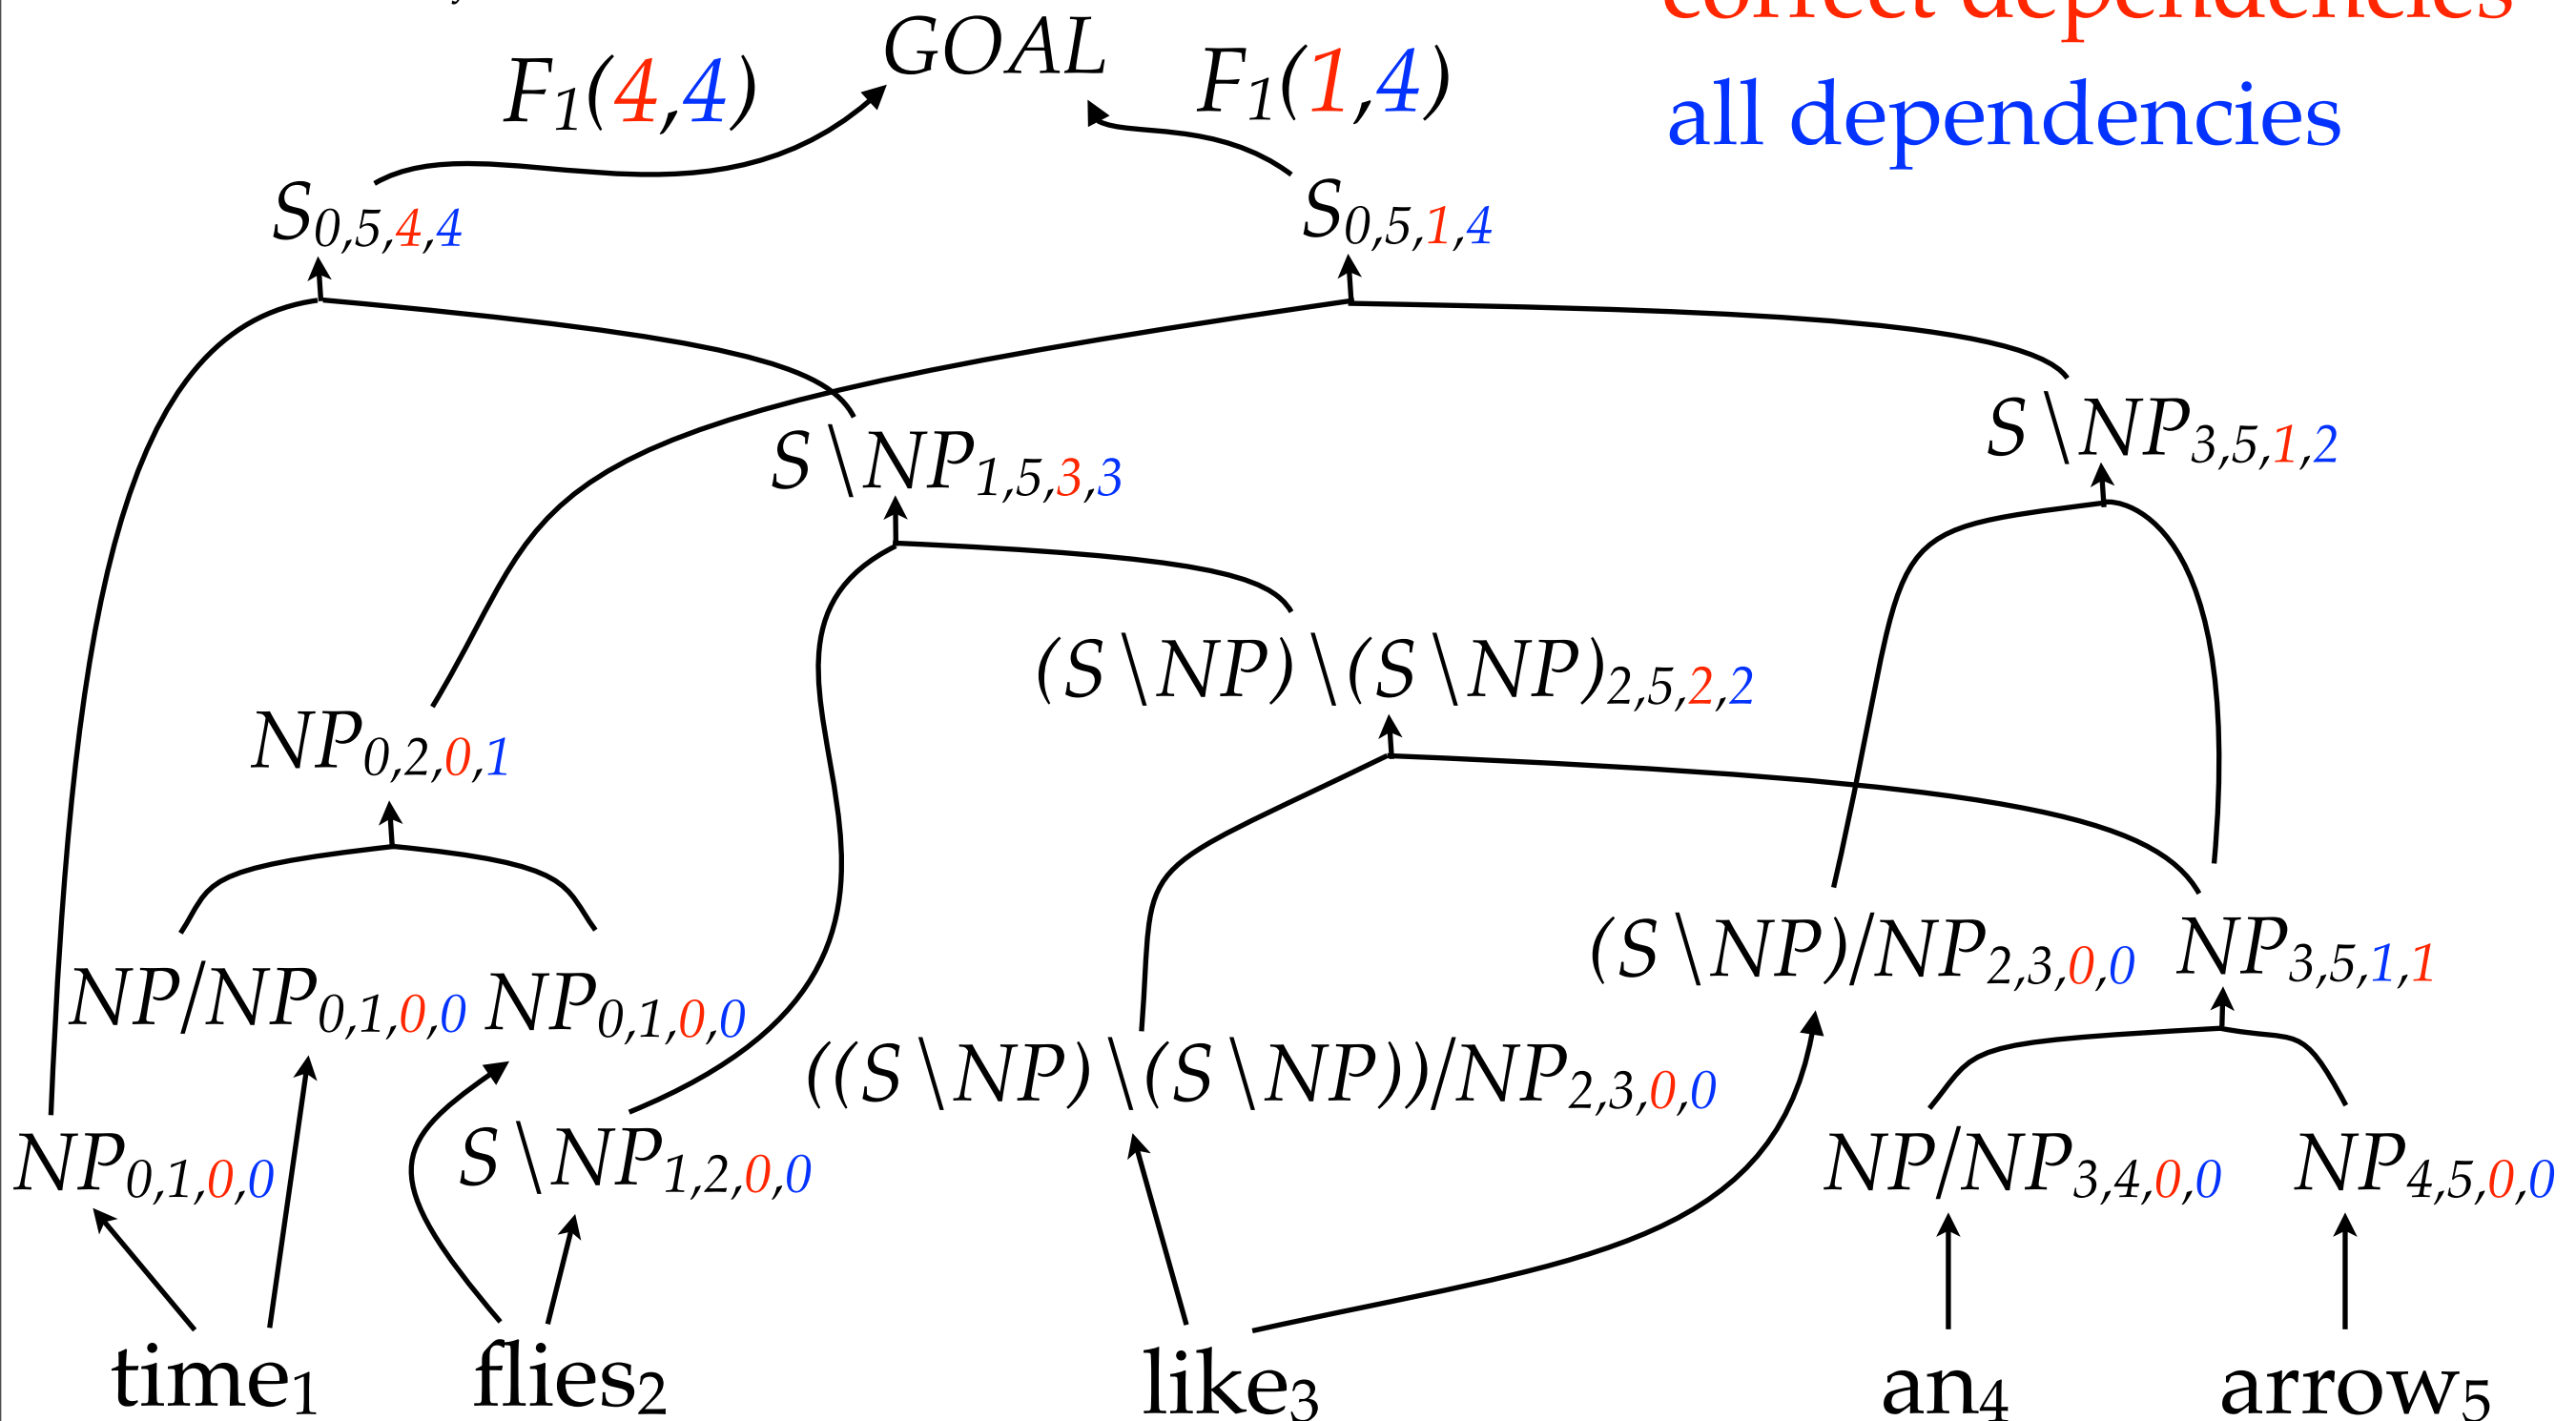 correct dependencies
GOAL
F1(4,4)
F1(1,4)
all dependencies
S0,5,4,4
S0,5,1,4
S\NP3,5,1,2
S\NP1,5,3,3
(S\NP)\(S\NP)2,5,2,2
NP0,2,0,1
(S\NP)/NP2,3,0,0
NP3,5,1,1
NP/NP0,1,0,0
NP0,1,0,0
((S\NP)\(S\NP))/NP2,3,0,0
NP0,1,0,0
S\NP1,2,0,0
NP/NP3,4,0,0
NP4,5,0,0
time1
flies2
like3
an4
arrow5